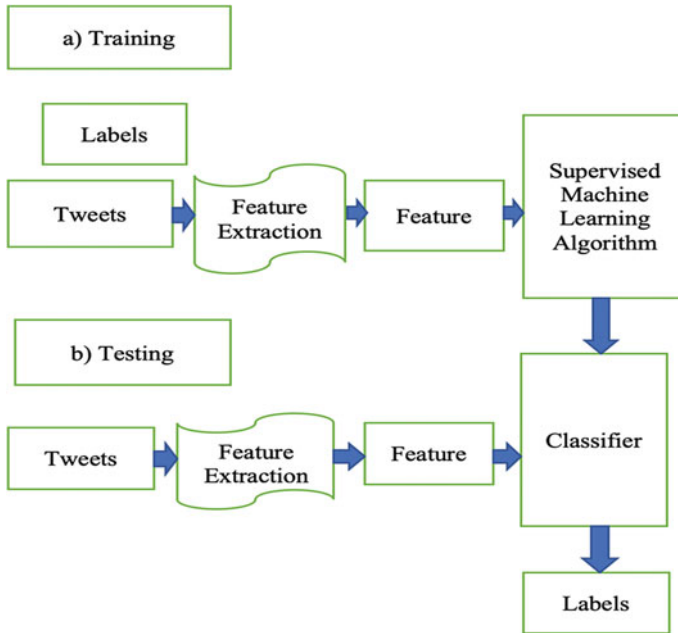 a) Training
Labels
Tweets
Feature
Extraction
Feature
Supervised
Machine
Learning
Algorithm
b) Testing
Tweets
Feature
Extraction
Feature
Classifier
Labels